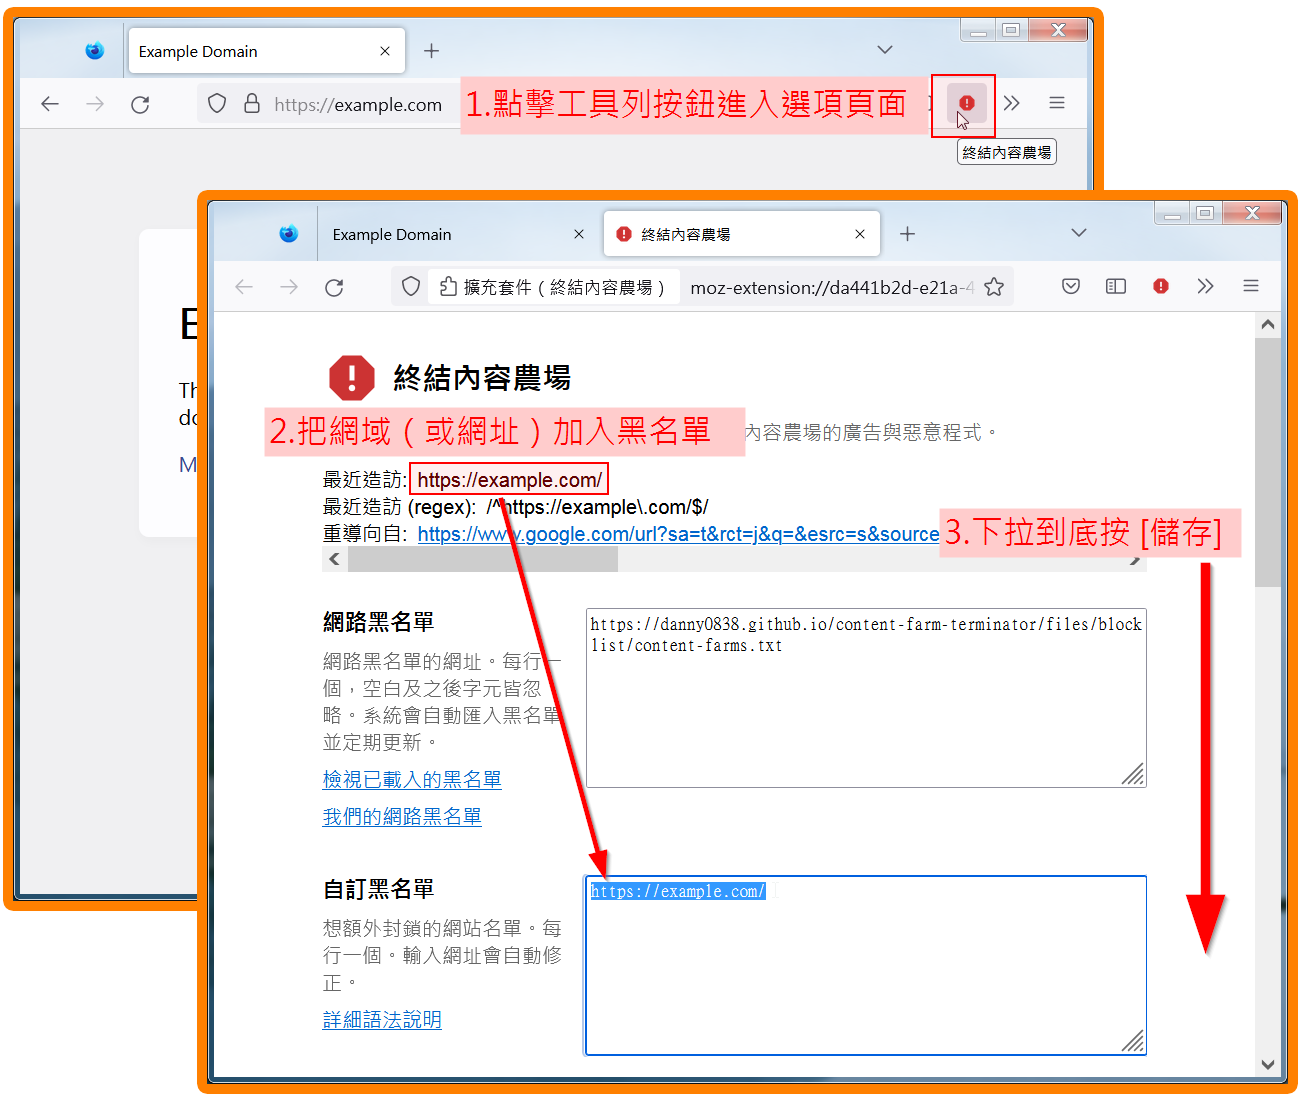 Example Domain
https://example.com
1.點擊工具列按鈕進入選項頁面
終結內容農場
E
Th
do
M
Example Domain
終結內容農場
擴充套件（終結內容農場）
moz-extension://da441b2d-e21a-4
終結內容農場
2.把網域（或網址）加入黑名單
內容農場的廣告與惡意程式。
最近造訪: https://example.com/
最近造訪 (regex): /^https://example\.com/$/
重導向自: https://www.google.com/url?sa=t&rct=j&q=&esrc=s&source
3.下拉到底按 [儲存]
網路黑名單
網路黑名單的網址。每行一
個，空白及之後字元皆忽
略。系統會自動匯入黑名單
並定期更新。
檢視已載入的黑名單
我們的網路黑名單
https://danny0838.github.io/content-farm-terminator/files/block
list/content-farms.txt
自訂黑名單
想額外封鎖的網站名單。每
行一個。輸入網址會自動修
正。
詳細語法說明
https://example.com/